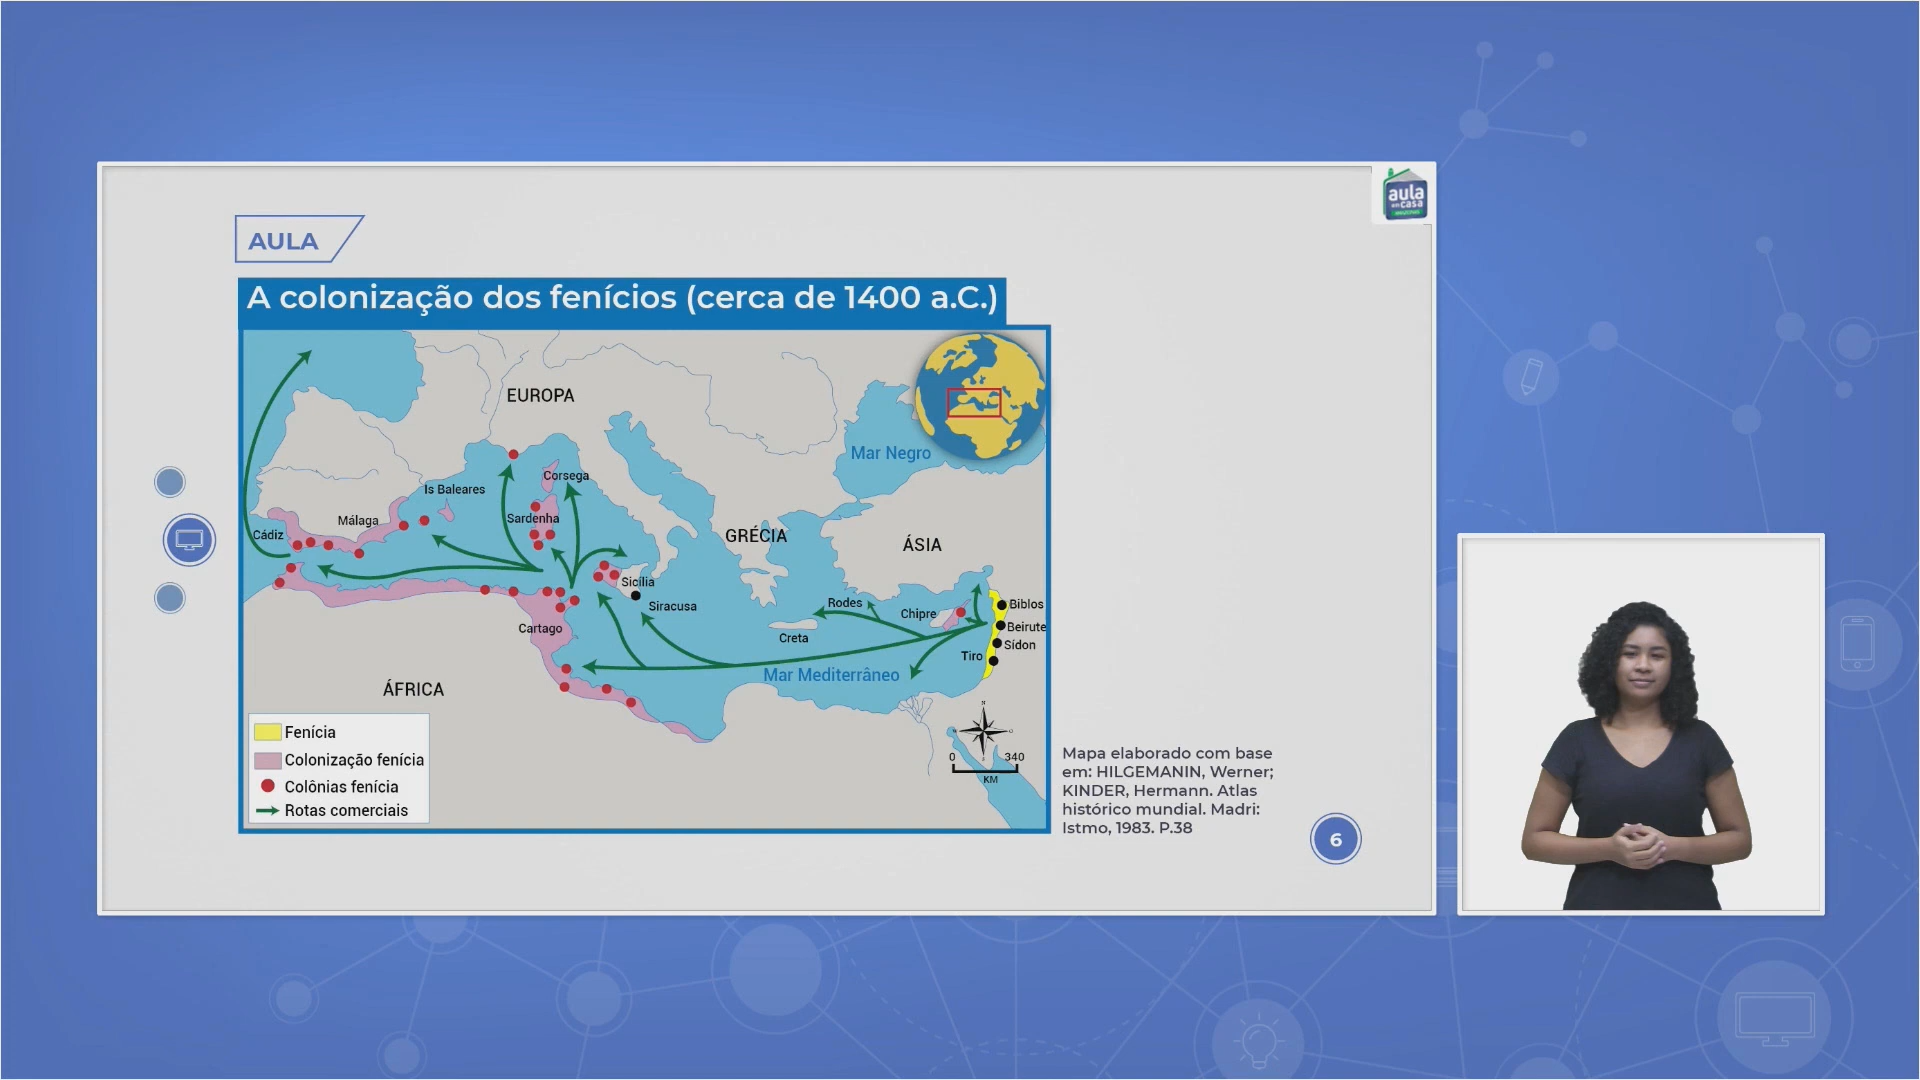 aula
em casa
AULA
A colonização dos fenícios (cerca de 1400 a.C.)
EUROPA
Mar Negro
Corsega
Is Baleares
Sardenha
Málaga
Cádiz
GRÉCIA
ÁSIA
Sicília
Siracusa
Rodes
Chipre
Biblos
Creta
Beirute
Cartago
Sídon
Tiro
Mar Mediterrâneo
ÁFRICA
Fenícia
Colonização fenícia
Colônias fenícia
Rotas comerciais
0 340
KM
Mapa elaborado com base
em: HILGEMANIN, Werner;
KINDER, Hermann. Atlas
histórico mundial. Madri:
Istmo, 1983. P.38
6